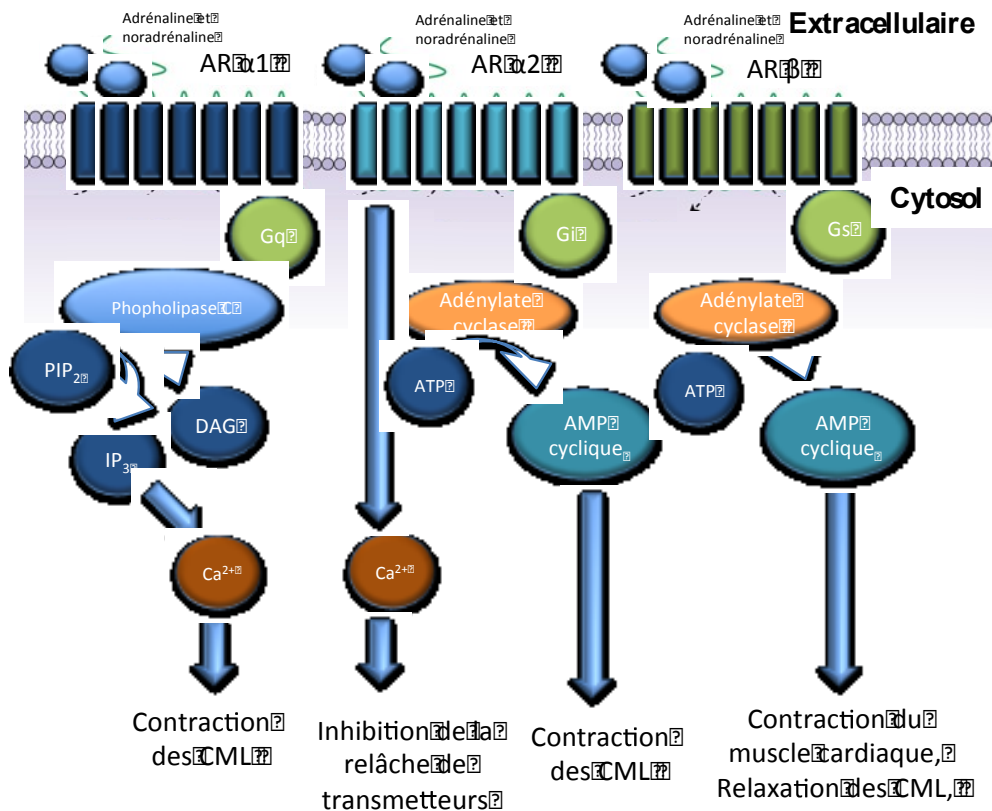 Adrénaline et
noradrénaline
AR α1
Adrénaline et
noradrénaline
AR α2
Adrénaline et
noradrénaline
AR β
Extracellulaire
Cytosol
Gq
Gi
Gs
Phopholipase C
Adénylate
cyclase
Adénylate
cyclase
PIP2
DAG
IP3
ATP
AMP
cyclique
ATP
AMP
cyclique
Ca2+
Ca2+
Contraction
des CML
Inhibition de la
relâche de
transmetteurs
Contraction
des CML
Contraction du
muscle cardiaque,
Relaxation des CML,